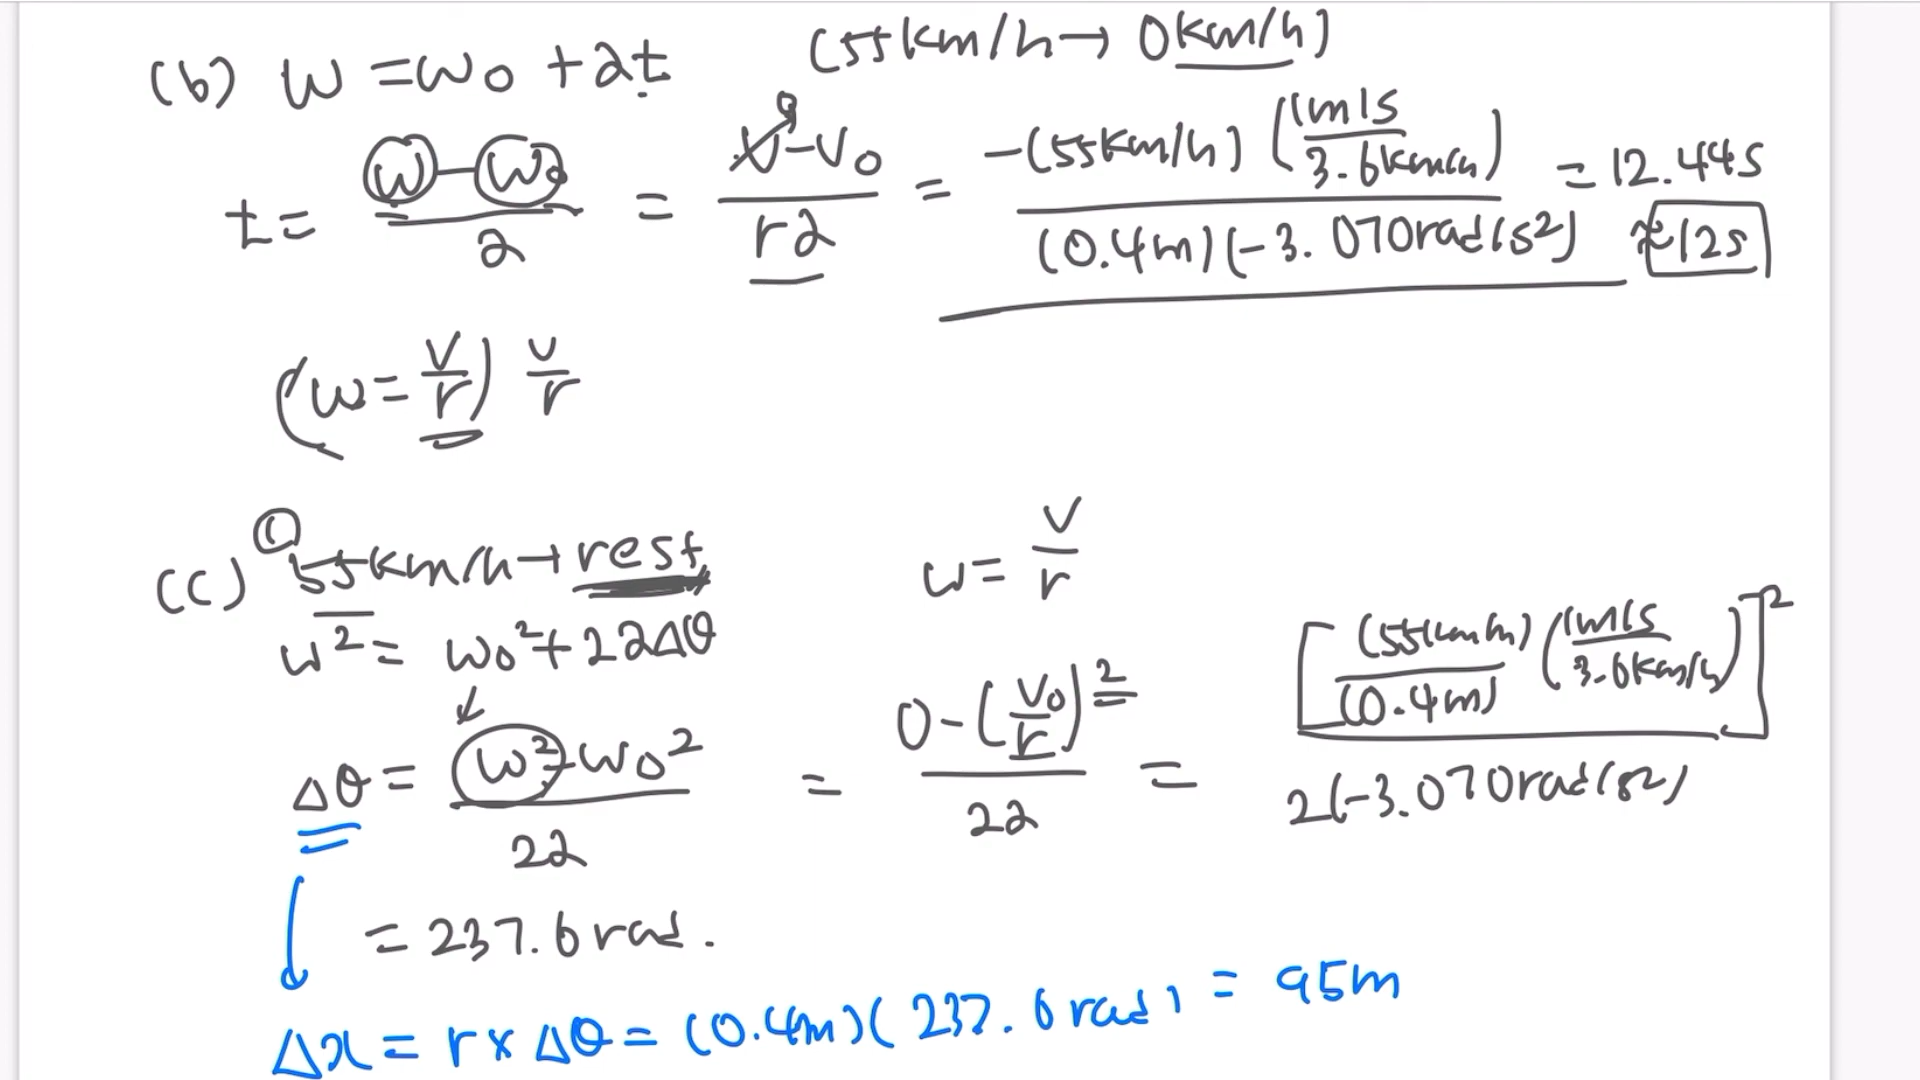 (b) ω = ω₀ + αt (55km/h → 0km/h)
t = (ω - ω₀)/α = (v - v₀)/(rα) = -(55km/h)(1m/s / 3.6km/h) / (0.4m)(-3.070rad/s²) = 12.44s
0
≈ 12s
(ω = v/r) v/r
(c) ① 55km/h → rest ω = v/r
ω² = ω₀² + 2αΔθ
Δθ = (ω² - ω₀²)/2α = (0 - (v₀/r)²)/2α = [(55km/h)/(0.4m) (1m/s / 3.6km/h)]² / 2(-3.070rad/s²)
= 237.6 rad.
Δx = r × Δθ = (0.4m)(237.6 rad) = 95m